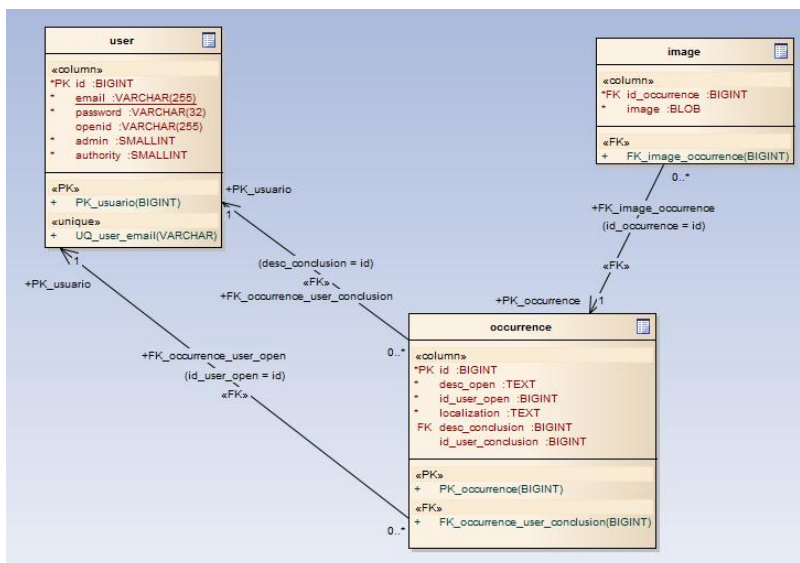 user
«column»
*PK id :BIGINT
* email :VARCHAR(255)
* password :VARCHAR(32)
openid :VARCHAR(255)
* admin :SMALLINT
* authority :SMALLINT
«PK»
+ PK_usuario(BIGINT)
«unique»
+ UQ_user_email(VARCHAR)
image
«column»
*FK id_occurrence :BIGINT
* image :BLOB
«FK»
+ FK_image_occurrence(BIGINT)
0..*
+FK_image_occurrence
(id_occurrence = id)
«FK»
+PK_occurrence
1
+PK_usuario
1
(desc_conclusion = id)
«FK»
+FK_occurrence_user_conclusion
0..*
1
+PK_usuario
+FK_occurrence_user_open
(id_user_open = id)
«FK»
0..*
occurrence
«column»
*PK id :BIGINT
* desc_open :TEXT
* id_user_open :BIGINT
* localization :TEXT
FK desc_conclusion :BIGINT
id_user_conclusion :BIGINT
«PK»
+ PK_occurrence(BIGINT)
«FK»
+ FK_occurrence_user_conclusion(BIGINT)